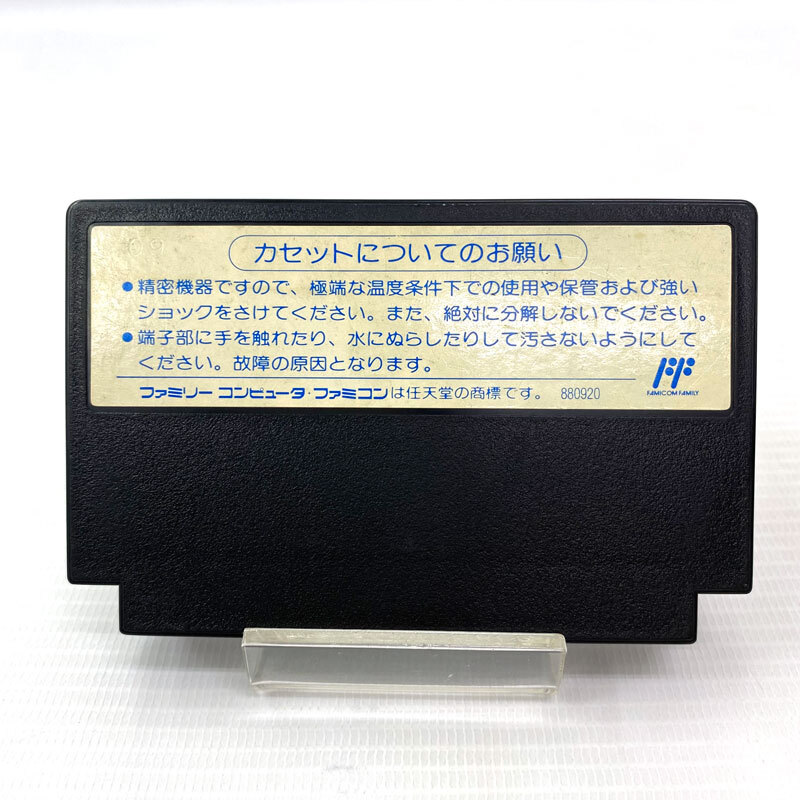 カセットについてのお願い
●精密機器ですので、極端な温度条件下での使用や保管および強い
ショックをさけてください。また、絶対に分解しないでください。
●端子部に手を触れたり、水にぬらしたりして汚さないようにして
ください。故障の原因となります。
ファミリー コンピュータ・ファミコンは任天堂の商標です。 880920
FAMICOM FAMILY